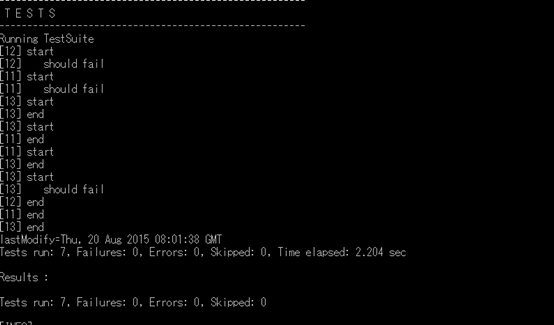 -------------------------------------------------------
 T E S T S
-------------------------------------------------------
Running TestSuite
[12] start
[12]    should fail
[11] start
[11]    should fail
[13] start
[13] end
[13] start
[11] end
[11] start
[13] end
[13] start
[13]    should fail
[12] end
[11] end
[13] end
lastModify=Thu, 20 Aug 2015 08:01:38 GMT
Tests run: 7, Failures: 0, Errors: 0, Skipped: 0, Time elapsed: 2.204 sec

Results :

Tests run: 7, Failures: 0, Errors: 0, Skipped: 0